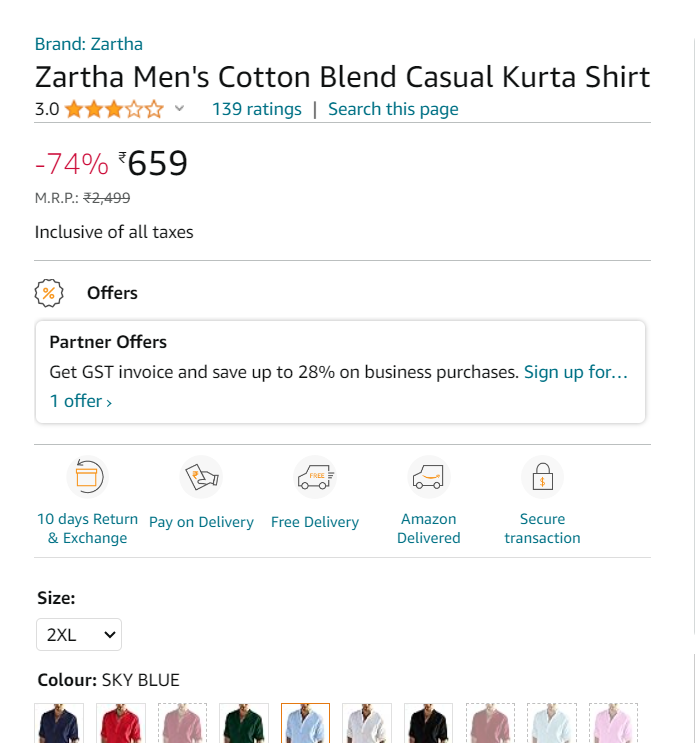 Brand: Zartha
Zartha Men's Cotton Blend Casual Kurta Shirt
3.0 139 ratings | Search this page
-74% ₹659
M.R.P.: ₹2,499
Inclusive of all taxes
% Offers
Partner Offers
Get GST invoice and save up to 28% on business purchases. Sign up for…
1 offer ›
₹ FREE $
10 days Return Pay on Delivery Free Delivery Amazon Secure
& Exchange Delivered transaction
Size:
2XL
Colour: SKY BLUE